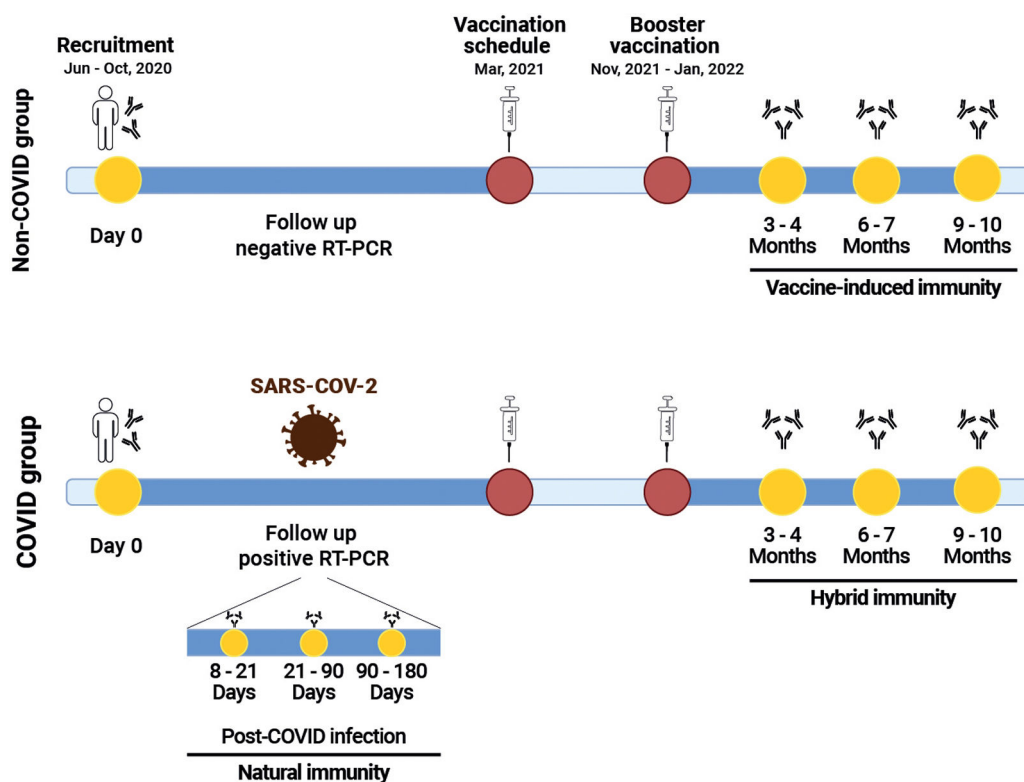 Recruitment
Jun - Oct, 2020
Vaccination
schedule
Mar, 2021
Booster
vaccination
Nov, 2021 - Jan, 2022
Non-COVID group
Day 0
Follow up
negative RT-PCR
3 - 4
Months
6 - 7
Months
9 - 10
Months
Vaccine-induced immunity
SARS-COV-2
COVID group
Day 0
Follow up
positive RT-PCR
3 - 4
Months
6 - 7
Months
9 - 10
Months
Hybrid immunity
8 - 21
Days
21 - 90
Days
90 - 180
Days
Post-COVID infection
Natural immunity